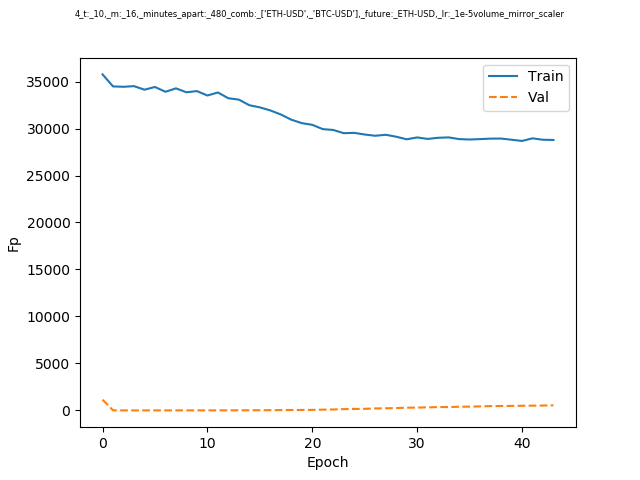 4_t:_10,_m:_16,_minutes_apart:_480_comb:_['ETH-USD',_'BTC-USD'],_future:_ETH-USD,_lr:_1e-5volume_mirror_scaler
Train
Val
35000
30000
25000
20000
15000
10000
5000
0
Fp
0 10 20 30 40
Epoch